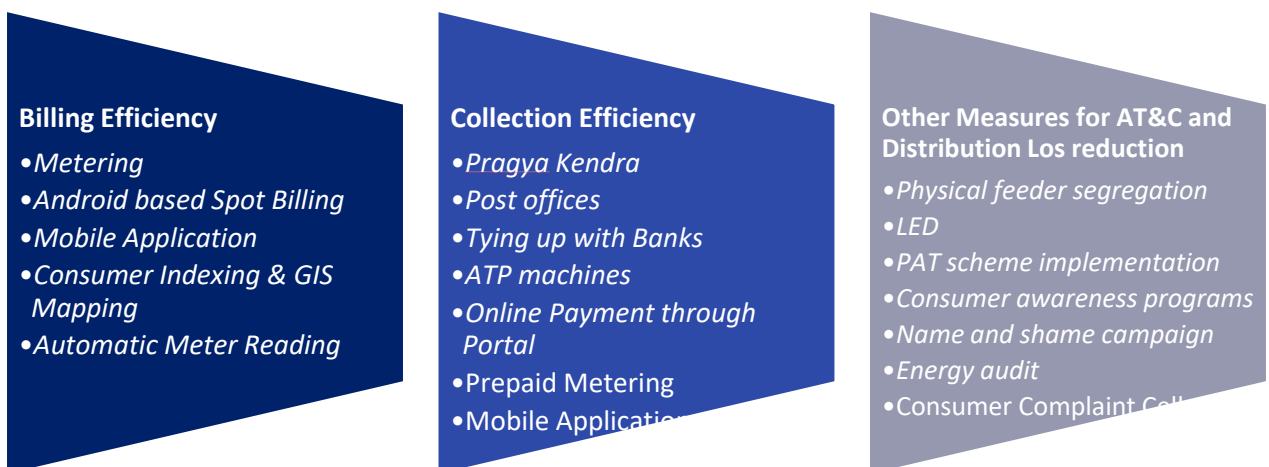 Billing Efficiency
•Metering
•Android based Spot Billing
•Mobile Application
•Consumer Indexing & GIS
Mapping
•Automatic Meter Reading
Collection Efficiency
•Pragya Kendra
•Post offices
•Tying up with Banks
•ATP machines
•Online Payment through
Portal
•Prepaid Metering
•Mobile Application
Other Measures for AT&C and
Distribution Los reduction
•Physical feeder segregation
•LED
•PAT scheme implementation
•Consumer awareness programs
•Name and shame campaign
•Energy audit
•Consumer Complaint